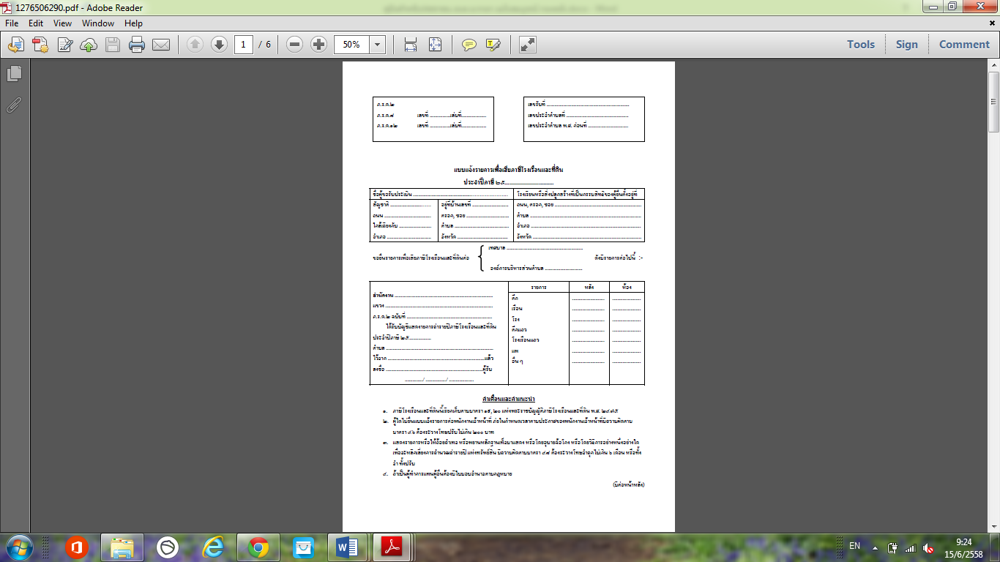 1276506290.pdf - Adobe Reader
File Edit View Window Help
1 / 6 50% Tools Sign Comment
ภ.ร.ด.๒
ภ.ร.ด.๘ เลขที่ ................เล่มที่..................
ภ.ร.ด.๑๒ เลขที่ ................เล่มที่..................
เลขรับที่ ............................................................
เลขประจำตำบลที่ .............................................
เลขประจำตำบล พ.ศ. ก่อนที่ .............................
แบบแจ้งรายการเพื่อเสียภาษีโรงเรือนและที่ดิน
ประจำปีภาษี ๒๕................................
ชื่อผู้ขอรับประเมิน ............................................................ โรงเรียนหรือสิ่งปลูกสร้างที่เป็นกรรมสิทธิของผู้ยื่นตั้งอยู่ที่
สัญชาติ .............................. อยู่ที่บ้านเลขที่ .......................... ถนน, ตรอก, ซอย ..............................................................
ถนน .................................. ตรอก, ซอย .............................. ตำบล ................................................................................
ใกล้เคียงกับ ........................ ตำบล ....................................... อำเภอ ...............................................................................
อำเภอ ................................ จังหวัด ..................................... จังหวัด ..............................................................................
เทศบาล .......................................................
ขอยื่นรายการเพื่อเสียภาษีโรงเรือนและที่ดินต่อ ดังมีรายการต่อไปนี้ :-
องค์การบริหารส่วนตำบล ...........................
รายการ หลัง ห้อง
สำนักงาน .......................................................................
แขวง ..............................................................................
ภ.ร.ด.๒ ฉบับที่ ..............................................................
ได้รับบัญชีแสดงรายการค่ารายปีภาษีโรงเรือนและที่ดิน
ประจำปีภาษี ๒๕................
ตำบล ..............................................................................
ไว้จาก ......................................................................แล้ว
ลงชื่อ ......................................................................ผู้รับ
............./ .............../ ..................
ตึก ........................ .....................
เรือน ........................ .....................
โรง ........................ .....................
ตึกแถว ........................ .....................
โรงเรือนแถว ........................ .....................
แพ ........................ .....................
อื่น ๆ ........................ .....................
คำเตือนและคำแนะนำ
๑. ภาษีโรงเรือนและที่ดินนี้เรียกเก็บตามมาตรา ๑๙, ๒๐ แห่งพระราชบัญญัติภาษีโรงเรือนและที่ดิน พ.ศ. ๒๔๗๕
๒. ผู้ใดไม่ยื่นแบบแจ้งรายการต่อพนักงานเจ้าหน้าที่ ภายในกำหนดเวลาตามประกาศของพนักงานเจ้าหน้าที่มีความผิดตาม
มาตรา ๔๖ ต้องระวางโทษปรับไม่เกิน ๒๐๐ บาท
๓. แสดงรายการหรือให้ถ้อยคำเท็จ หรือพยานหลักฐานเท็จมาแสดง หรือโดยอุบายฉ้อโกง หรือโดยวิธีการอย่างหนึ่งอย่างใด
เพื่อจะหลีกเลี่ยงการคำนวณค่ารายปี แห่งทรัพย์สิน มีความผิดตามมาตรา ๔๘ ต้องระวางโทษจำคุกไม่เกิน ๖ เดือน หรือทั้ง
จำ ทั้งปรับ
๔. ถ้าเป็นผู้ทำการแทนผู้อื่นต้องมีใบมอบอำนาจตามกฎหมาย
(มีต่อหน้าหลัง)
EN 9:24
15/6/2558